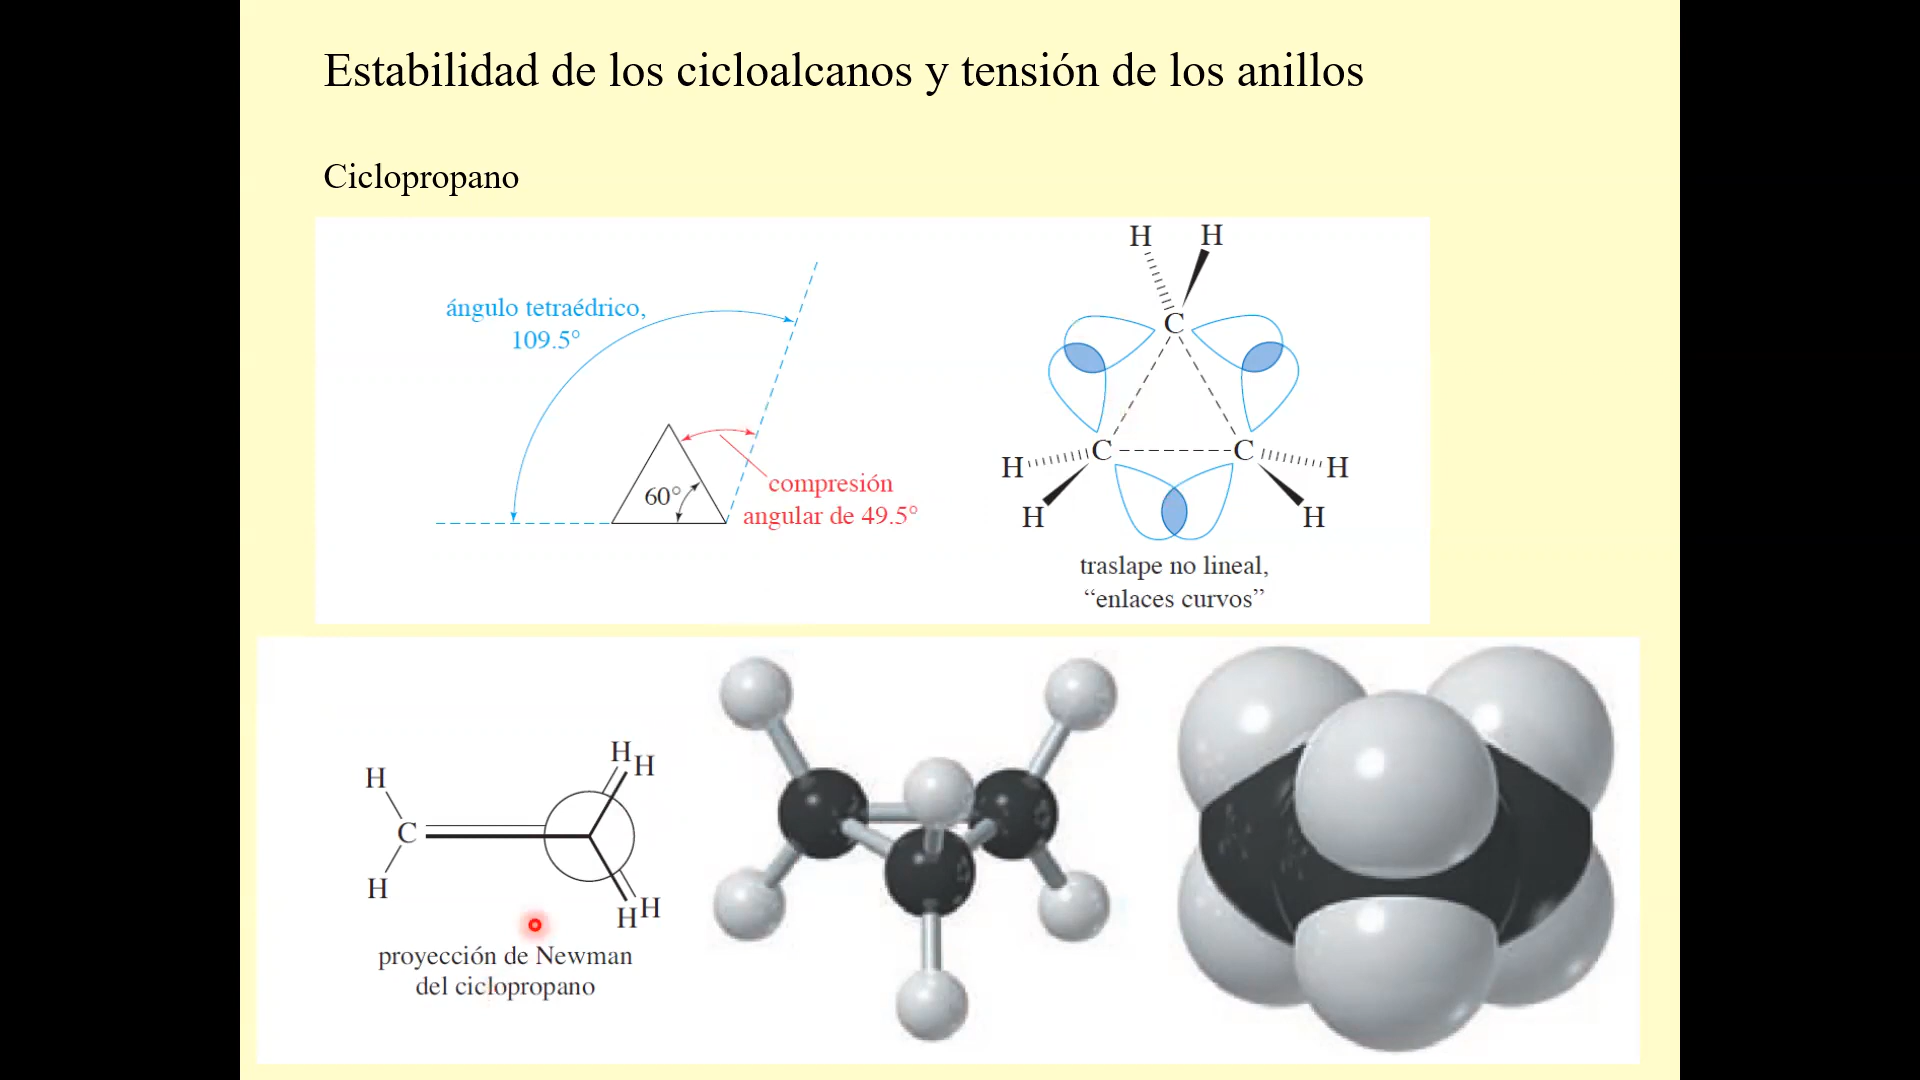 Estabilidad de los cicloalcanos y tensión de los anillos
Ciclopropano
ángulo tetraédrico,
109.5°
60°
compresión
angular de 49.5°
H H
C
C C
H H
H H
traslape no lineal,
“enlaces curvos”
H
C
H
H H
H H
proyección de Newman
del ciclopropano